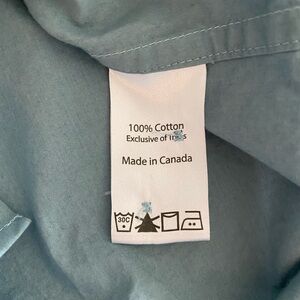 100% Cotton
Exclusive of
Made in Canada
30C